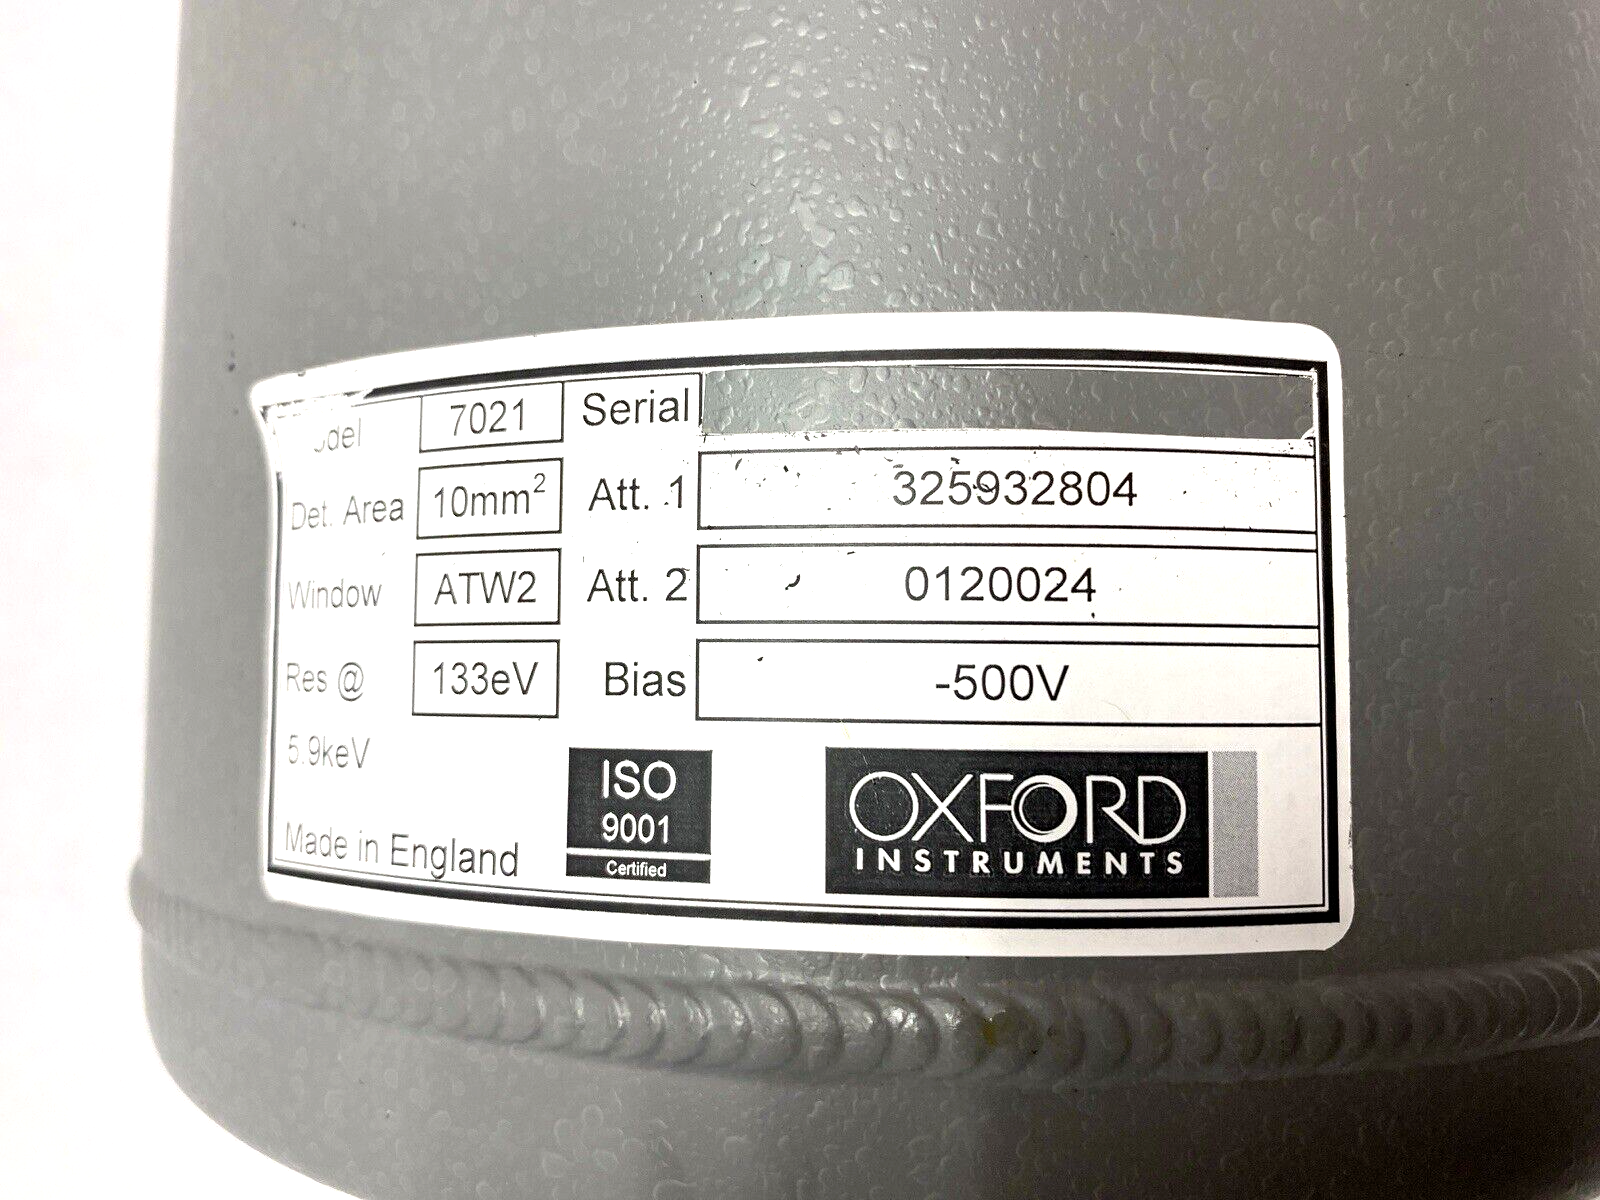 7021 Serial
Det. Area 10mm² Att. 1 325932804
Window ATW2 Att. 2 0120024
Res @ 133eV Bias -500V
5.9keV
Made in England
ISO
9001
Certified
OXFORD
INSTRUMENTS